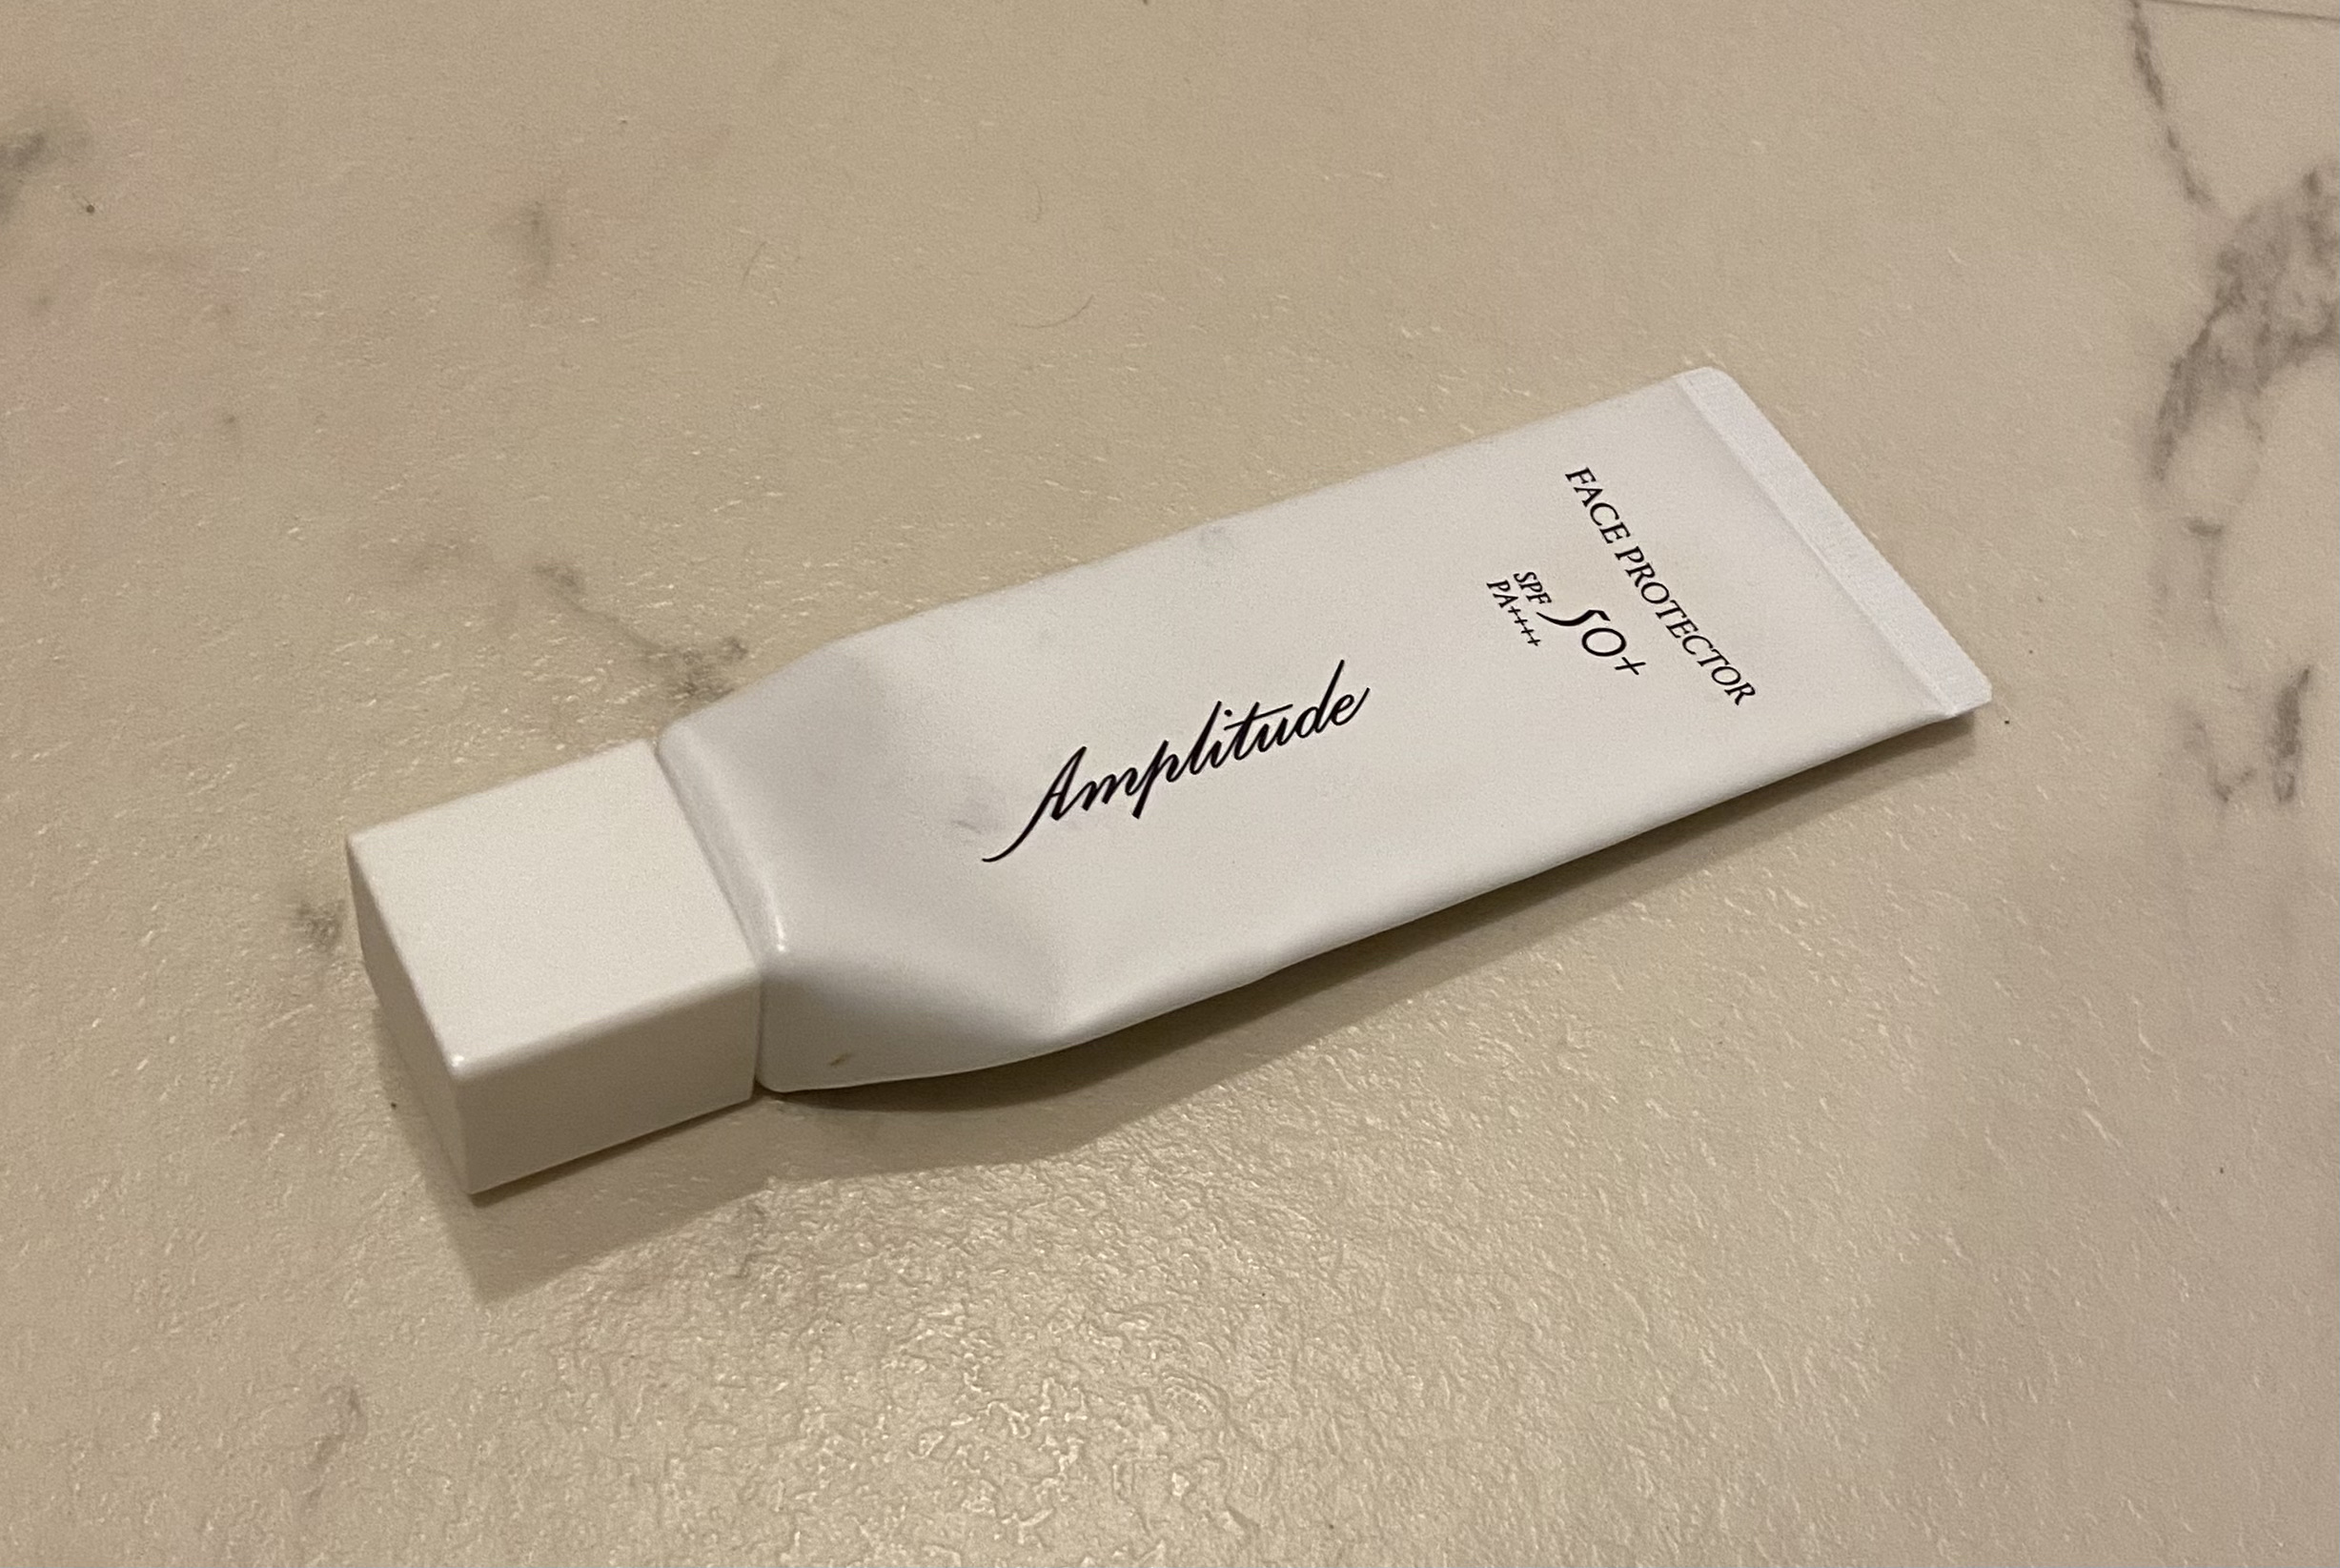 FACE PROTECTOR
SPF 50+
PA++++
Amplitude